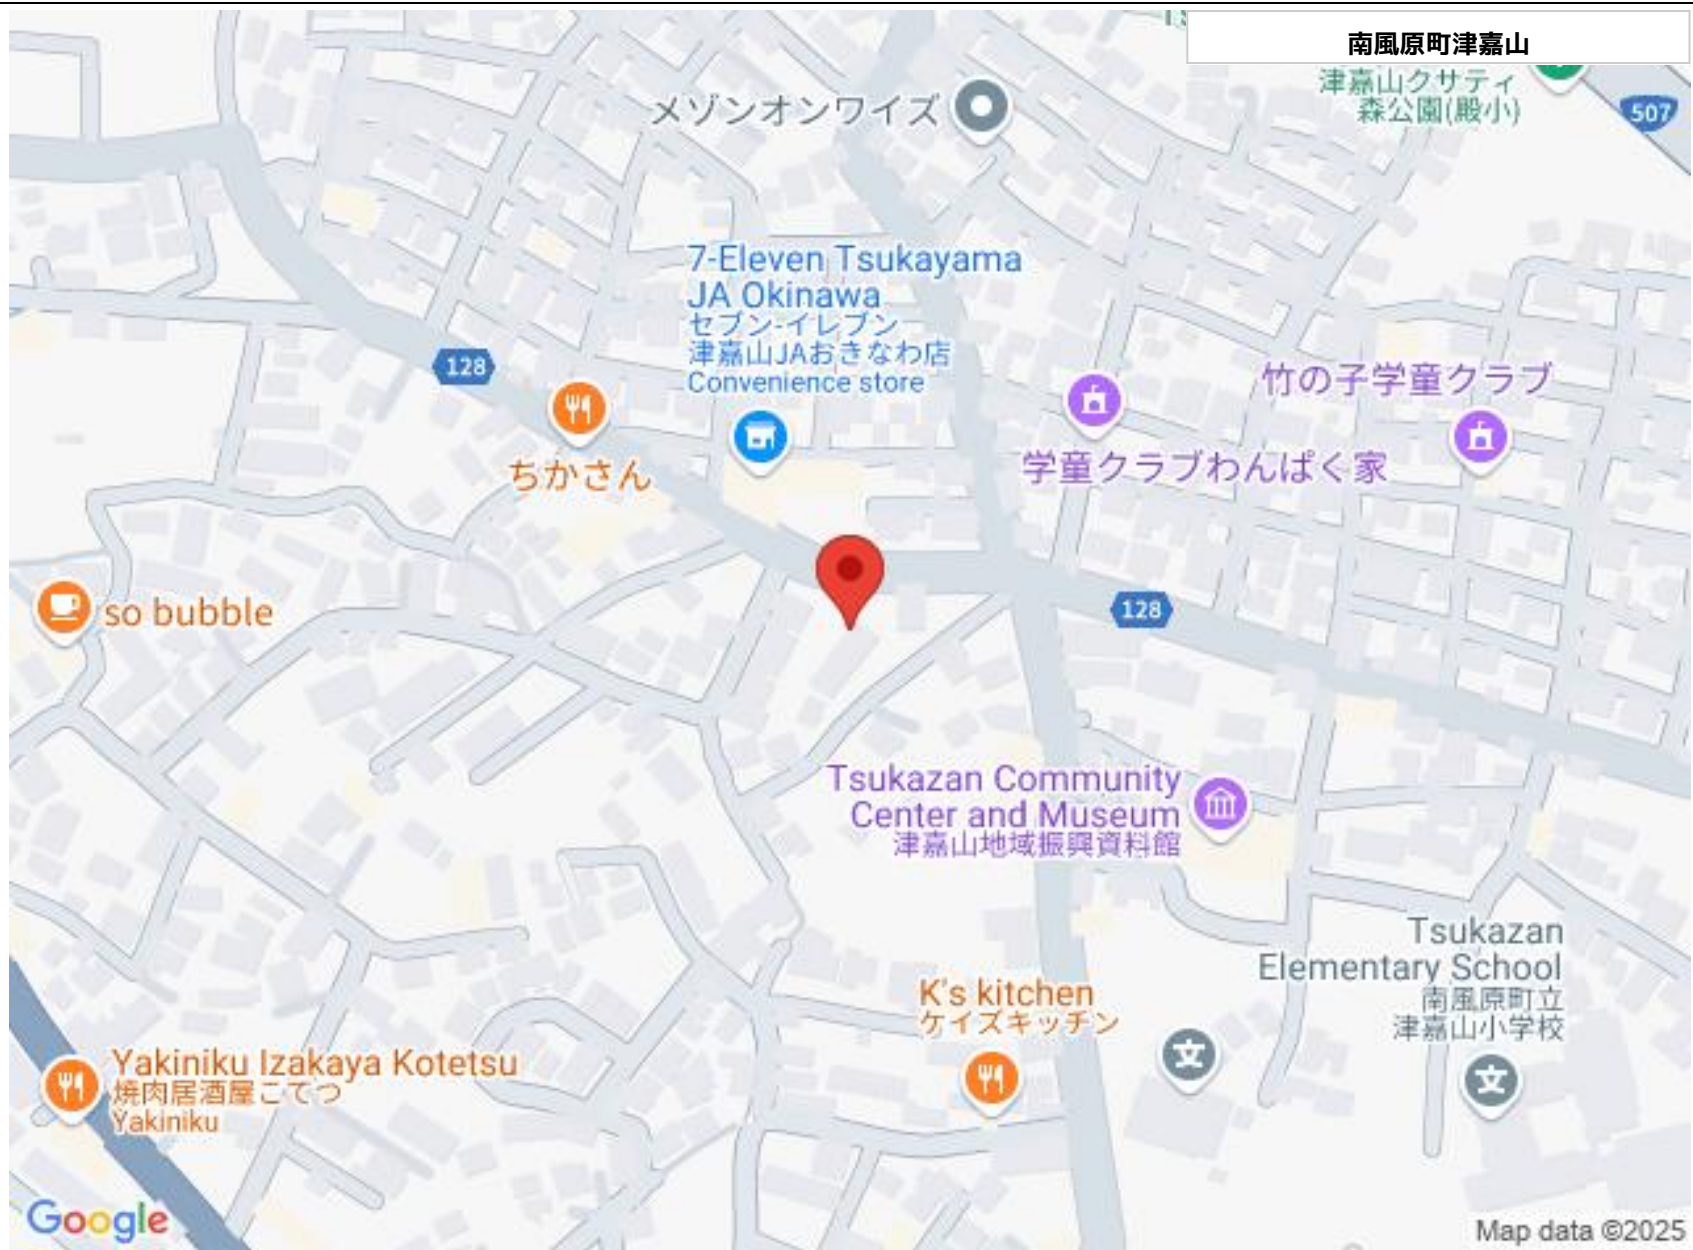 南風原町津嘉山
津嘉山クサティ
森公園(殿小)
507
メゾンオンワイズ
7-Eleven Tsukayama
JA Okinawa
セブン-イレブン
津嘉山JAおきなわ店
Convenience store
128
竹の子学童クラブ
ちかさん
学童クラブわんぱく家
so bubble
128
Tsukazan Community
Center and Museum
津嘉山地域振興資料館
Tsukazan
Elementary School
南風原町立
津嘉山小学校
K's kitchen
ケイズキッチン
文
文
Yakiniku Izakaya Kotetsu
焼肉居酒屋こてつ
Yakiniku
Google
Map data ©2025